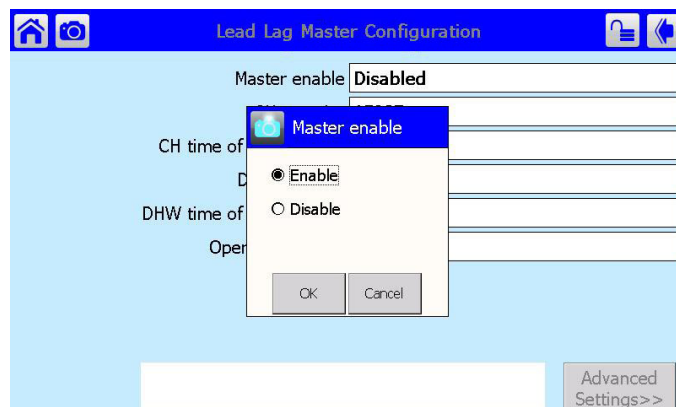 Lead Lag Master Configuration
Master enable Disabled
Master enable
CH time of
Enable
D
DHW time of
Disable
Oper
OK Cancel
Advanced
Settings>>